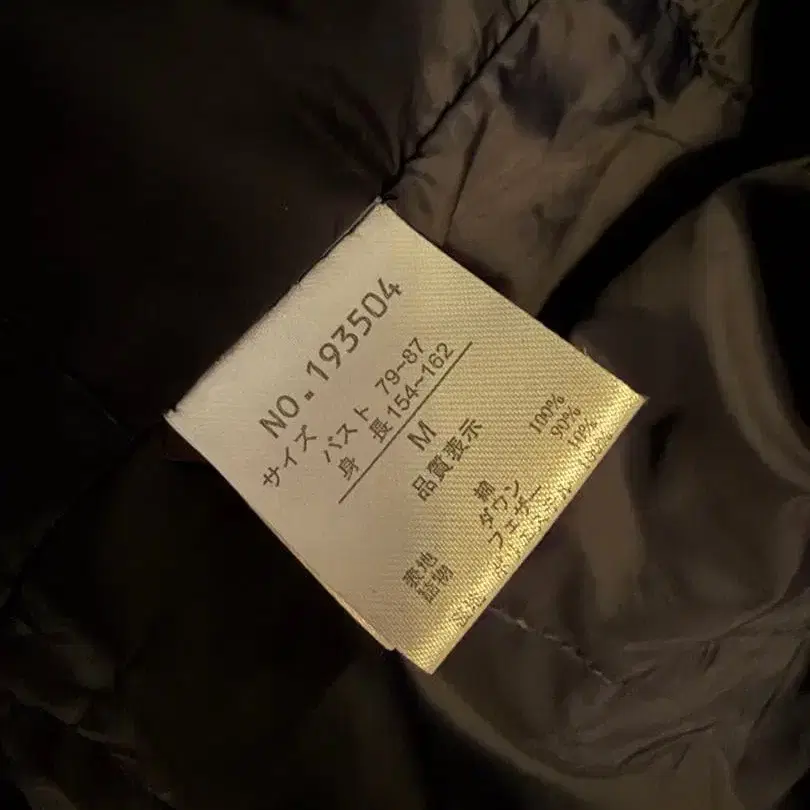 NO.193504
サイズ
バスト 79~87
身 長 154~162
M
品質表示
表地 綿 100%
詰物 ダウン 90%
フェザー 10%
100%